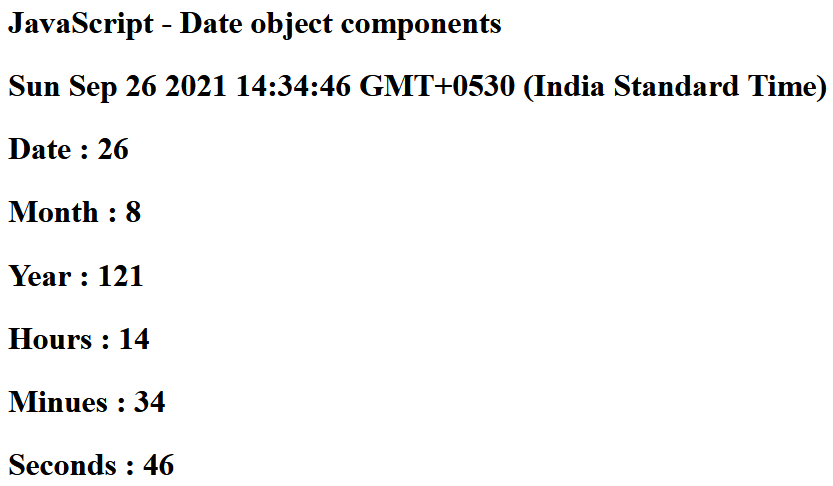 JavaScript - Date object components
Sun Sep 26 2021 14:34:46 GMT+0530 (India Standard Time)
Date : 26
Month : 8
Year : 121
Hours : 14
Minues : 34
Seconds : 46